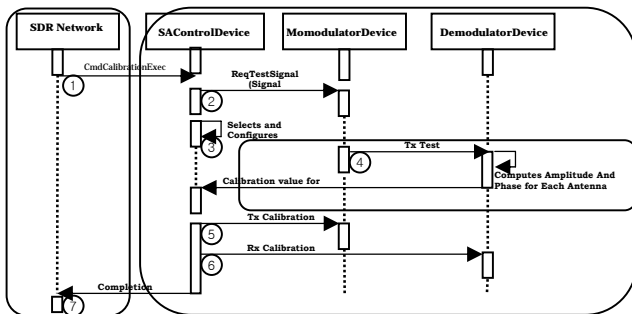 SDR Network
SAControlDevice
MomodulatorDevice
DemodulatorDevice
CmdCalibrationExec
1
ReqTestSignal
(Signal
2
Selects and
Configures
3
Tx Test
4
Computes Amplitude And
Phase for Each Antenna
Calibration value for
Tx Calibration
5
Rx Calibration
6
Completion
7